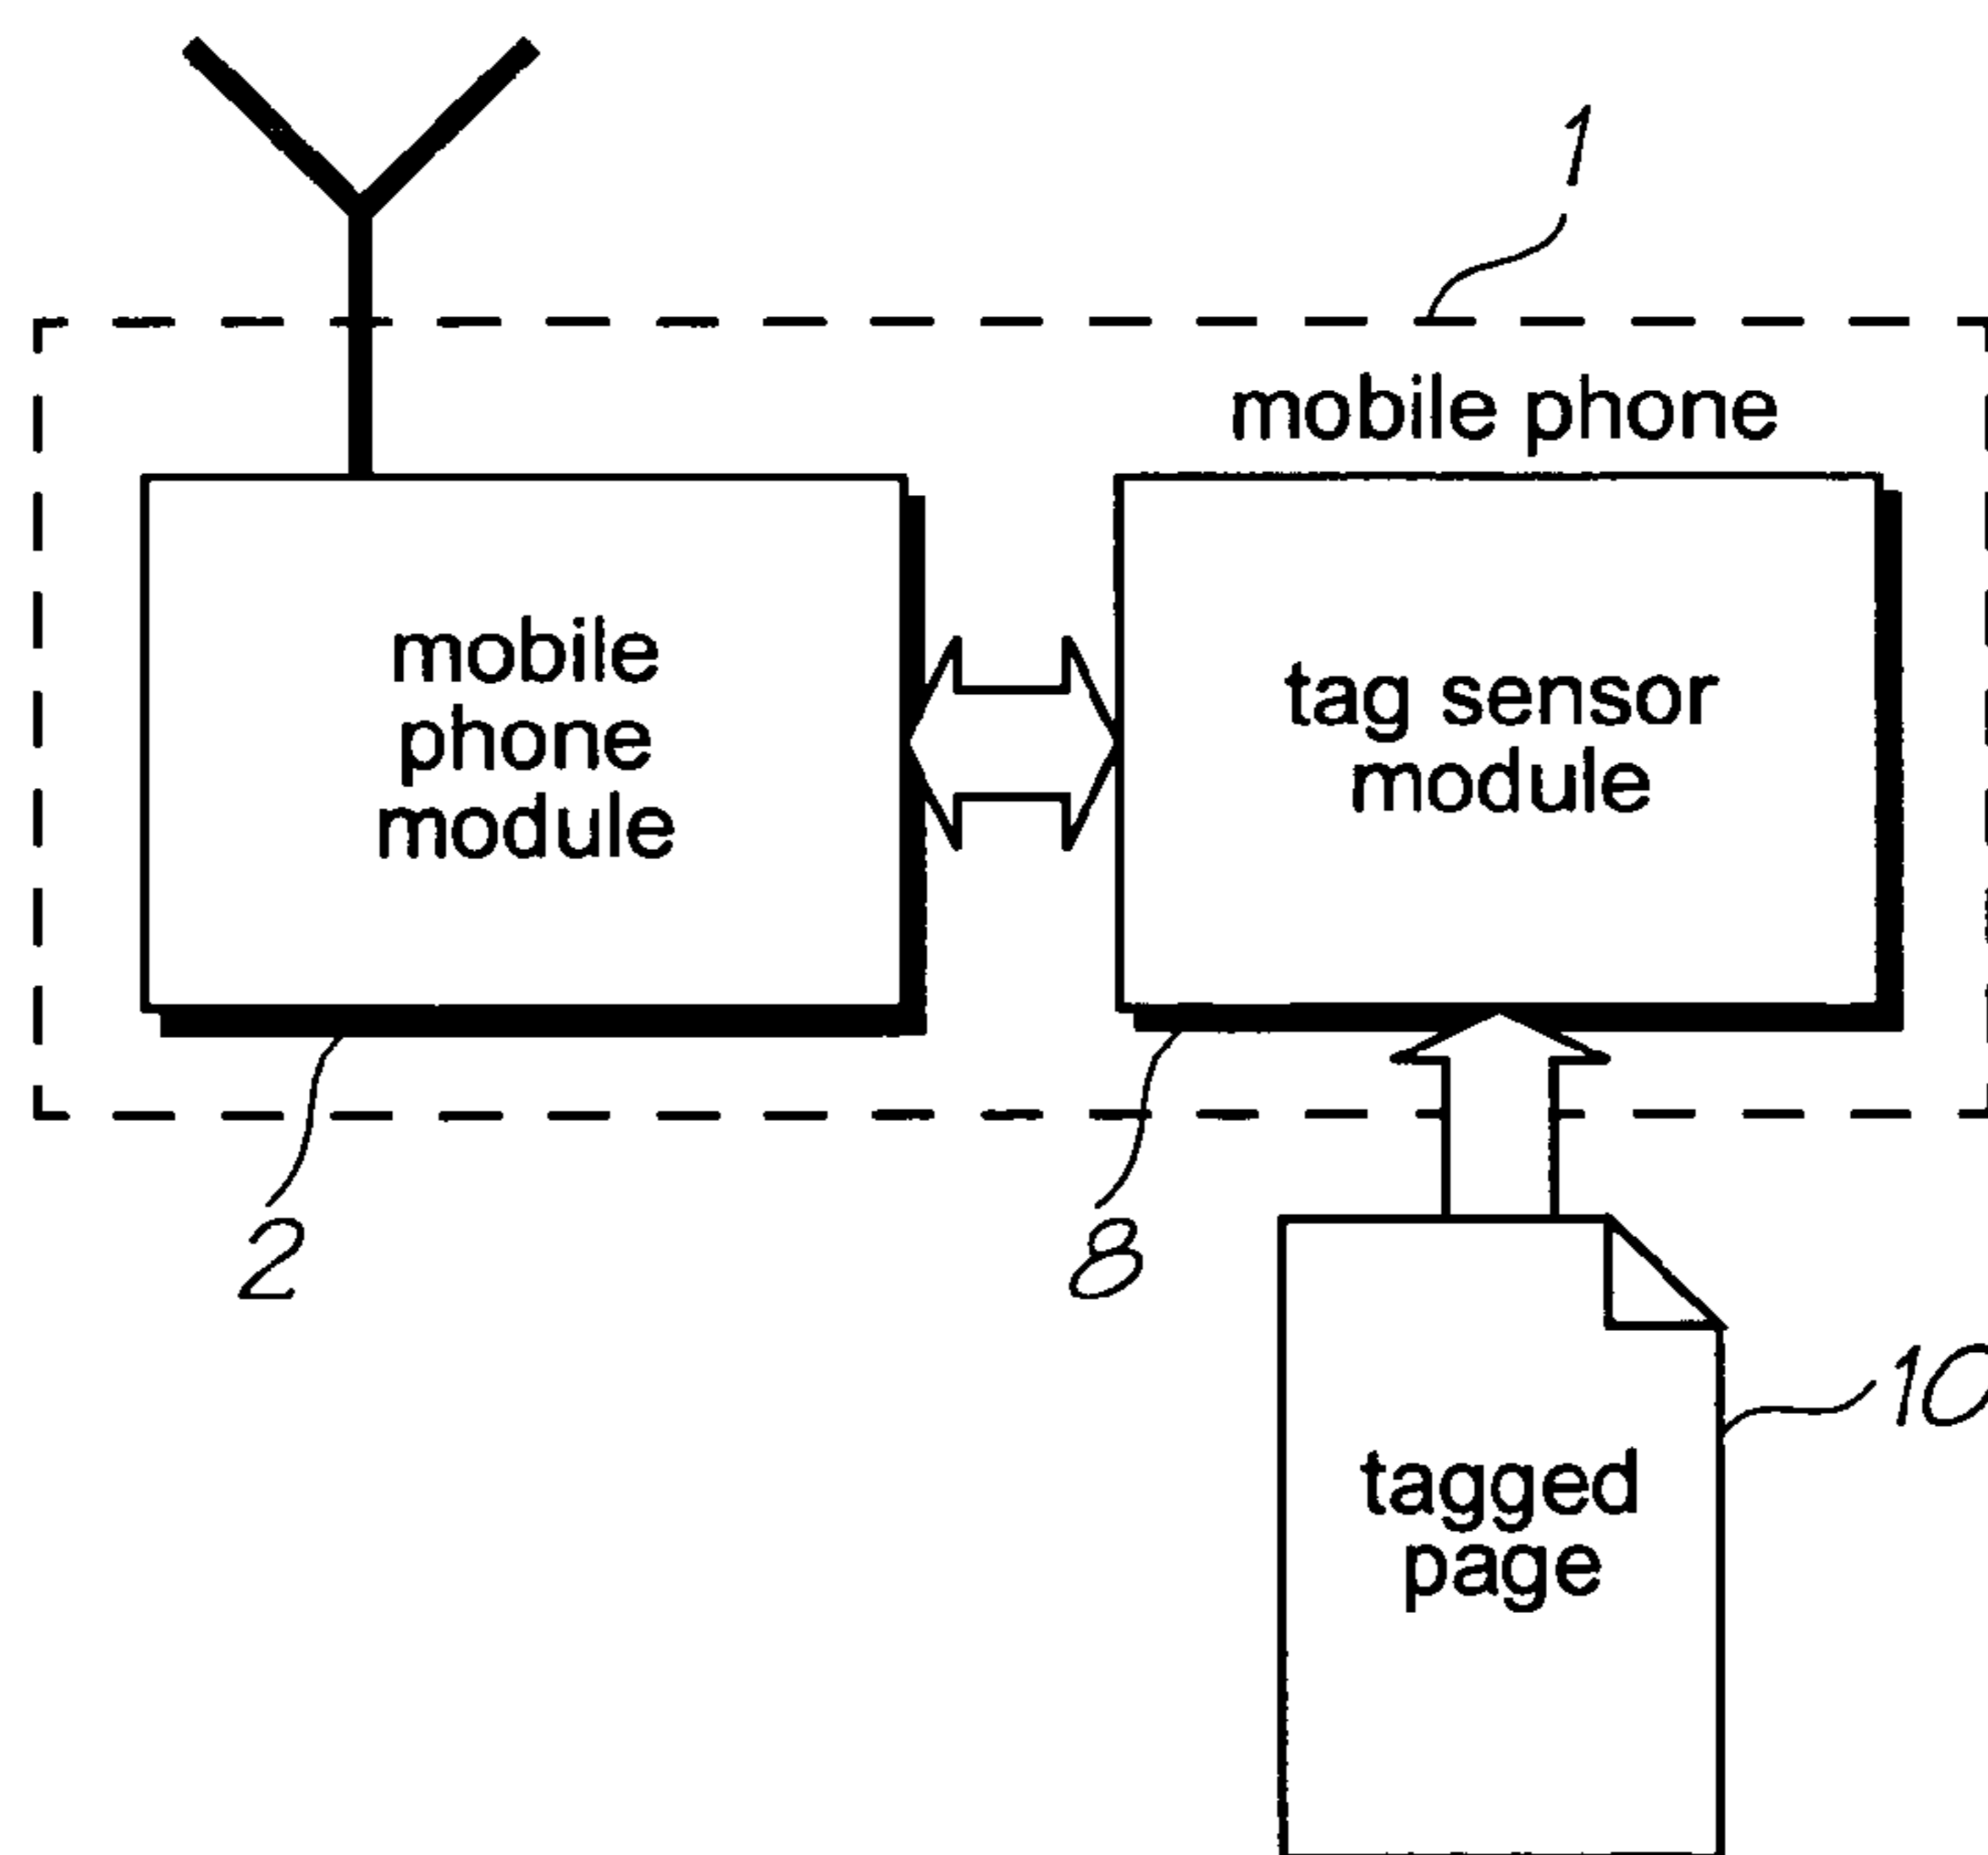 1
mobile phone
mobile
phone
module
tag sensor
module
2
8
10
tagged
page